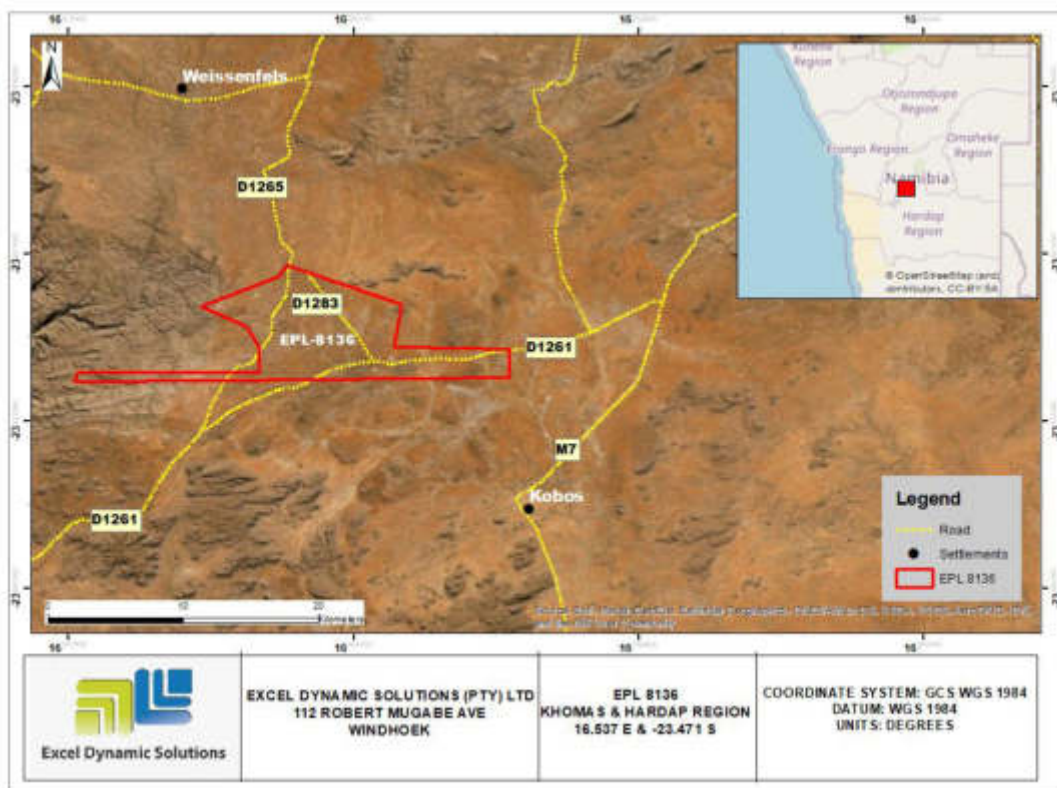 N
Weissenfels
D1265
D1283
EPL-8136
D1261
M7
Kobos
D1261
Kunene
Region
Otjozondjupa
Region
Omaheke
Region
Erongo Region
Namibia
Hardap
Region
© OpenStreetMap (and)
contributors, CC-BY-SA
Legend
Road
Settlements
EPL 8136
0 10 20
Kilometers
Excel Dynamic Solutions
EXCEL DYNAMIC SOLUTIONS (PTY) LTD
112 ROBERT MUGABE AVE
WINDHOEK
EPL 8136
KHOMAS & HARDAP REGION
16.537 E & -23.471 S
COORDINATE SYSTEM: GCS WGS 1984
DATUM: WGS 1984
UNITS: DEGREES